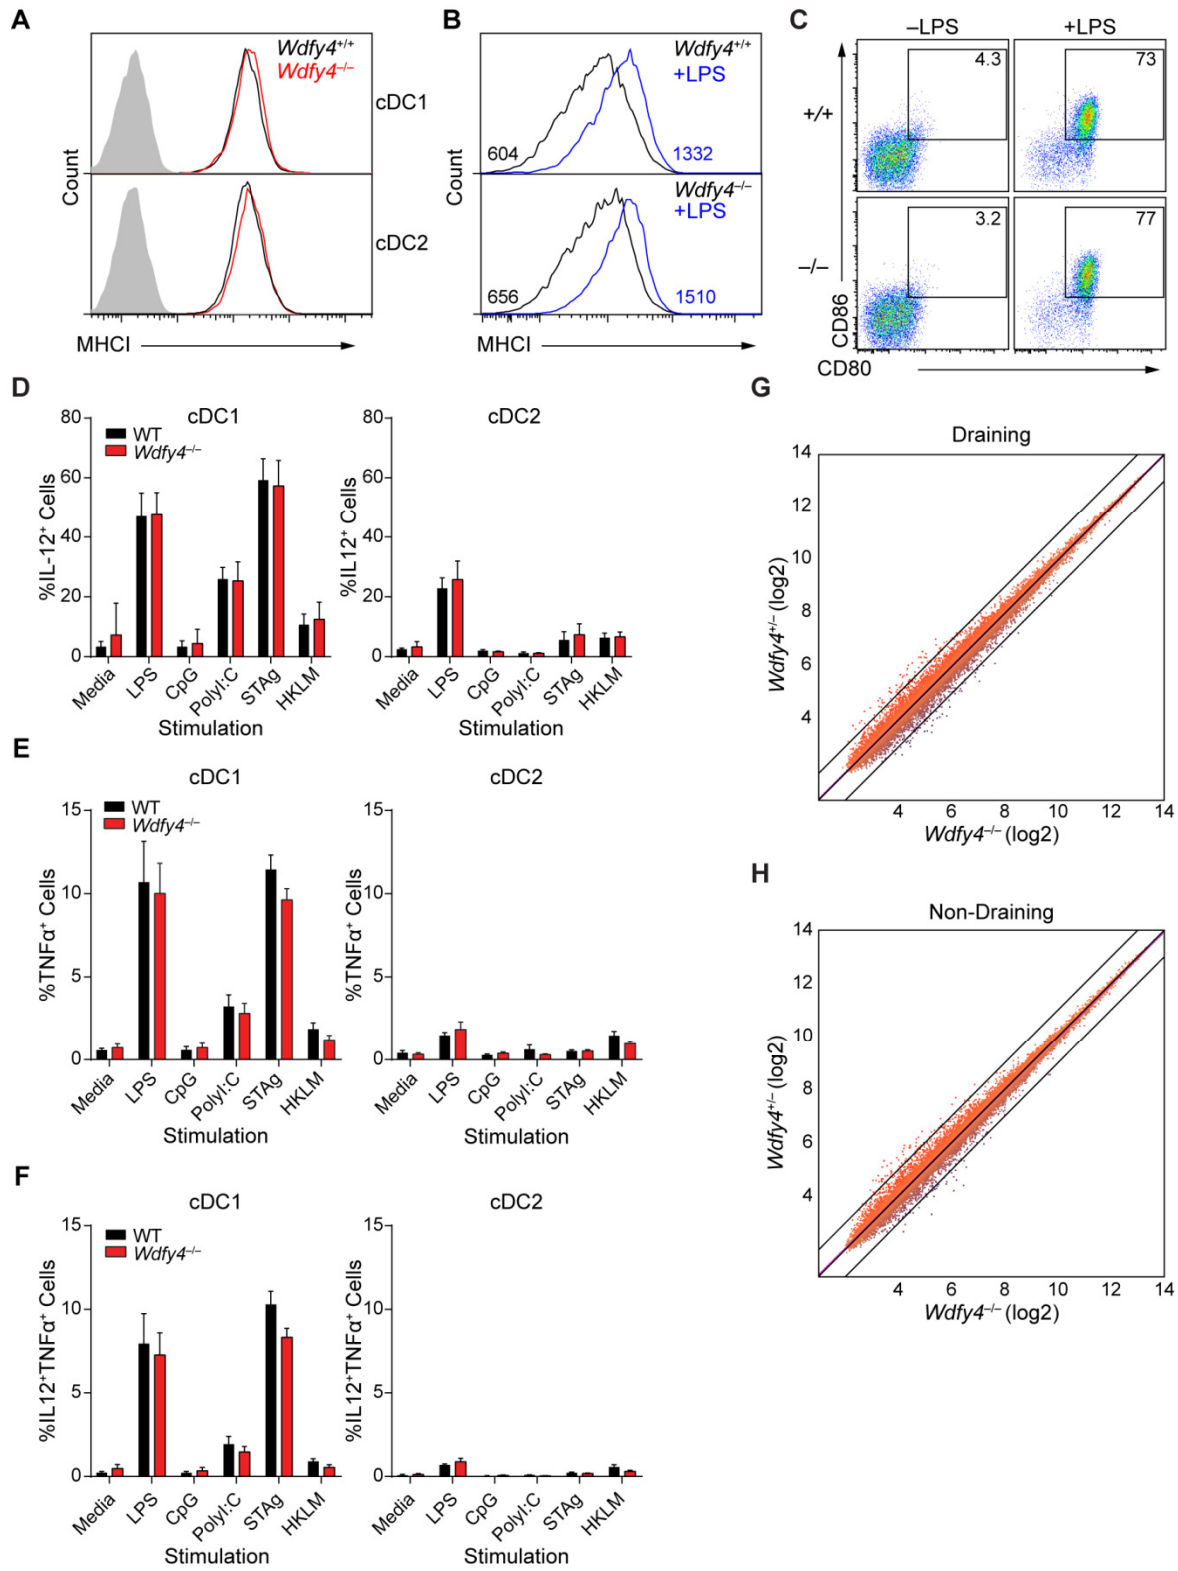 A
Wdfy4+/+
Wdfy4–/–
cDC1
cDC2
Count
MHCI
B
Wdfy4+/+
+LPS
604
1332
Wdfy4–/–
+LPS
656
1510
Count
MHCI
C
–LPS
+LPS
4.3
73
+/+
3.2
77
–/–
CD86
CD80
D
cDC1
WT
Wdfy4–/–
80
60
40
20
0
%IL-12+ Cells
Media
LPS
CpG
PolyI:C
STAg
HKLM
Stimulation
cDC2
80
60
40
20
0
%IL12+ Cells
Media
LPS
CpG
PolyI:C
STAg
HKLM
Stimulation
E
cDC1
WT
Wdfy4–/–
15
10
5
0
%TNFα+ Cells
Media
LPS
CpG
PolyI:C
STAg
HKLM
Stimulation
cDC2
15
10
5
0
%TNFα+ Cells
Media
LPS
CpG
PolyI:C
STAg
HKLM
Stimulation
F
cDC1
WT
Wdfy4–/–
15
10
5
0
%IL12+TNFα+ Cells
Media
LPS
CpG
PolyI:C
STAg
HKLM
Stimulation
cDC2
15
10
5
0
%IL12+TNFα+ Cells
Media
LPS
CpG
PolyI:C
STAg
HKLM
Stimulation
G
Draining
14
12
10
8
6
4
Wdfy4+/– (log2)
4 6 8 10 12 14
Wdfy4–/– (log2)
H
Non-Draining
14
12
10
8
6
4
Wdfy4+/– (log2)
4 6 8 10 12 14
Wdfy4–/– (log2)